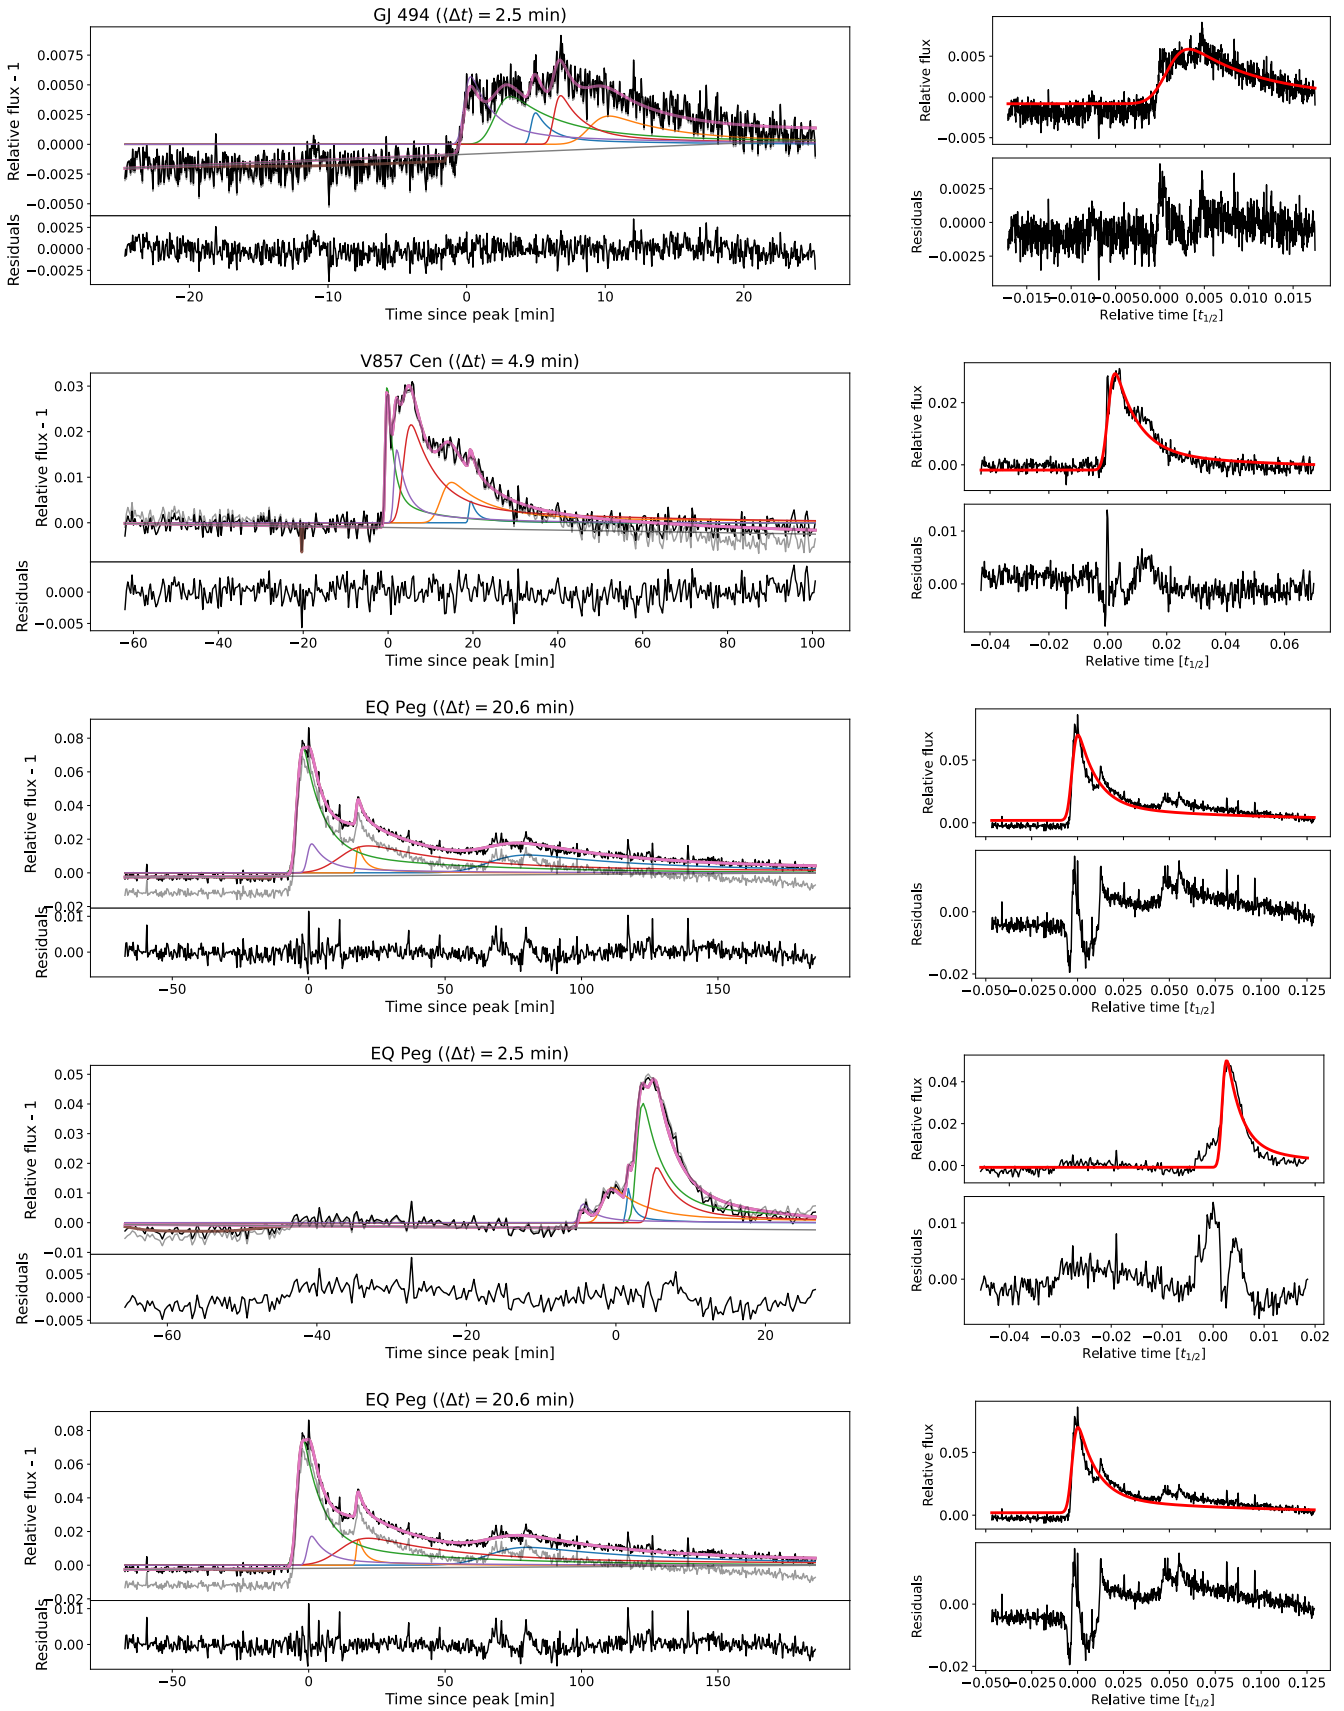 GJ 494 (⟨Δt⟩ = 2.5 min)
Relative flux - 1
0.0075
0.0050
0.0025
0.0000
−0.0025
−0.0050
Residuals
0.0025
0.0000
−0.0025
−20 −10 0 10 20
Time since peak [min]
Relative flux
0.005
0.000
−0.005
Residuals
0.0025
0.0000
−0.0025
−0.015 −0.010 −0.005 0.000 0.005 0.010 0.015
Relative time [t1/2]
V857 Cen (⟨Δt⟩ = 4.9 min)
Relative flux - 1
0.03
0.02
0.01
0.00
Residuals
0.000
−0.005
−60 −40 −20 0 20 40 60 80 100
Time since peak [min]
Relative flux
0.02
0.00
Residuals
0.01
0.00
−0.04 −0.02 0.00 0.02 0.04 0.06
Relative time [t1/2]
EQ Peg (⟨Δt⟩ = 20.6 min)
Relative flux - 1
0.08
0.06
0.04
0.02
0.00
−0.02
Residuals
0.01
0.00
−50 0 50 100 150
Time since peak [min]
Relative flux
0.05
0.00
Residuals
0.00
−0.02
−0.050 −0.025 0.000 0.025 0.050 0.075 0.100 0.125
Relative time [t1/2]
EQ Peg (⟨Δt⟩ = 2.5 min)
Relative flux - 1
0.05
0.04
0.03
0.02
0.01
0.00
−0.01
Residuals
0.005
0.000
−0.005
−60 −40 −20 0 20
Time since peak [min]
Relative flux
0.04
0.02
0.00
Residuals
0.01
0.00
−0.04 −0.03 −0.02 −0.01 0.00 0.01 0.02
Relative time [t1/2]
EQ Peg (⟨Δt⟩ = 20.6 min)
Relative flux - 1
0.08
0.06
0.04
0.02
0.00
−0.02
Residuals
0.01
0.00
−50 0 50 100 150
Time since peak [min]
Relative flux
0.05
0.00
Residuals
0.00
−0.02
−0.050 −0.025 0.000 0.025 0.050 0.075 0.100 0.125
Relative time [t1/2]